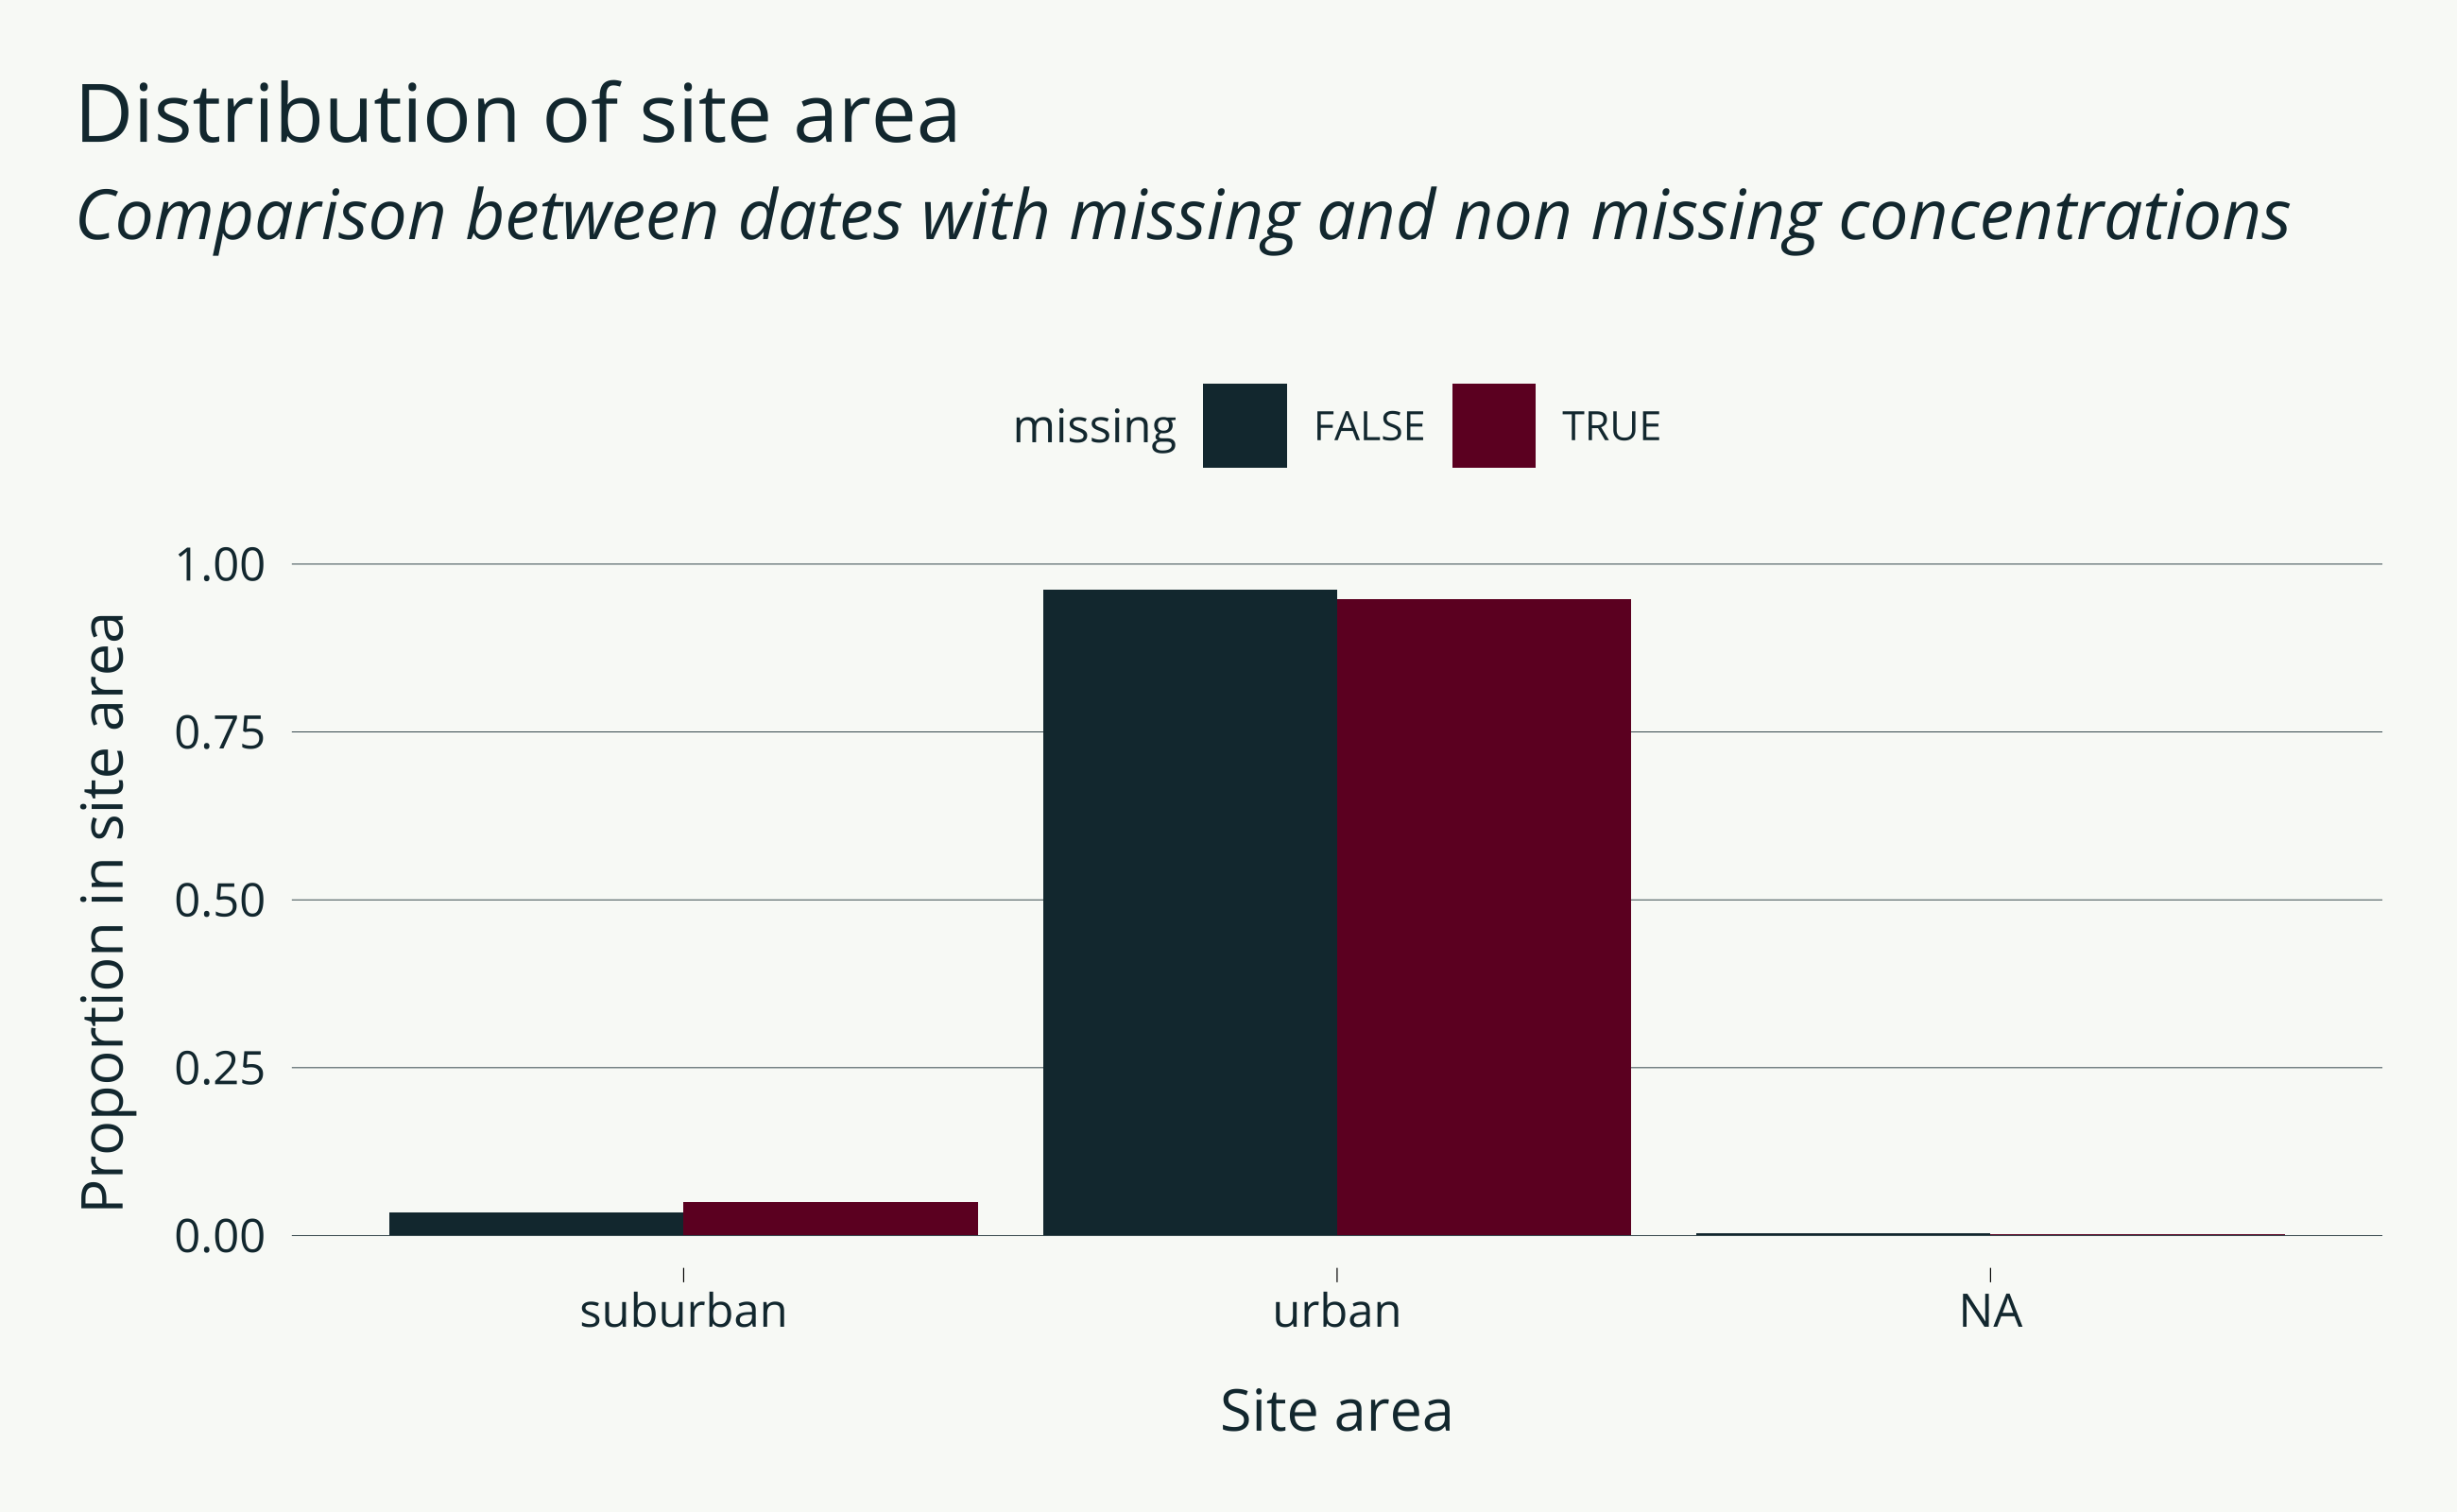 Distribution of site area
Comparison between dates with missing and non missing concentrations
missing FALSE TRUE
Proportion in site area
1.00
0.75
0.50
0.25
0.00
suburban urban NA
Site area